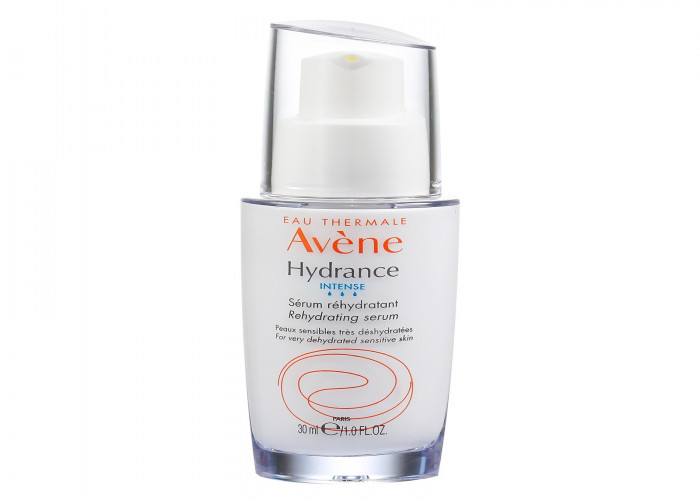 EAU THERMALE
Avène
Hydrance
INTENSE
Sérum réhydratant
Rehydrating serum
Peaux sensibles très déshydratées
For very dehydrated sensitive skin
PARIS
30 ml e/1.0 FL.OZ.